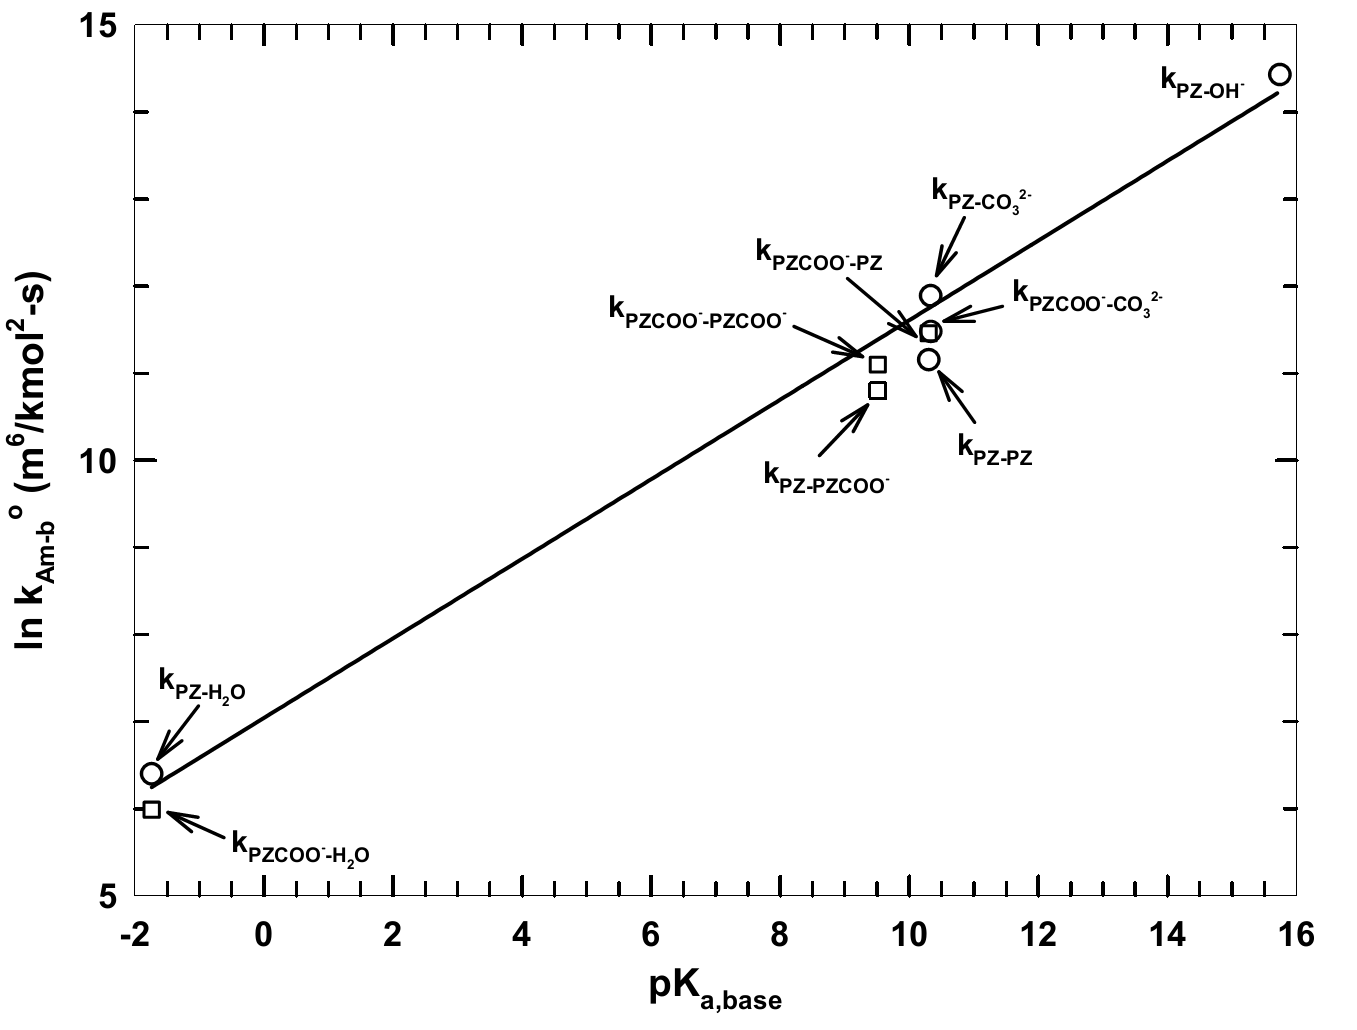 15
k_PZ-OH⁻
k_PZ-CO₃²⁻
k_PZCOO⁻-PZ
k_PZCOO⁻-CO₃²⁻
k_PZCOO⁻-PZCOO⁻
k_PZ-PZ
10
k_PZ-PZCOO⁻
ln k_Am-b^o (m⁶/kmol²-s)
k_PZ-H₂O
k_PZCOO⁻-H₂O
5
-2 0 2 4 6 8 10 12 14 16
pK_a,base